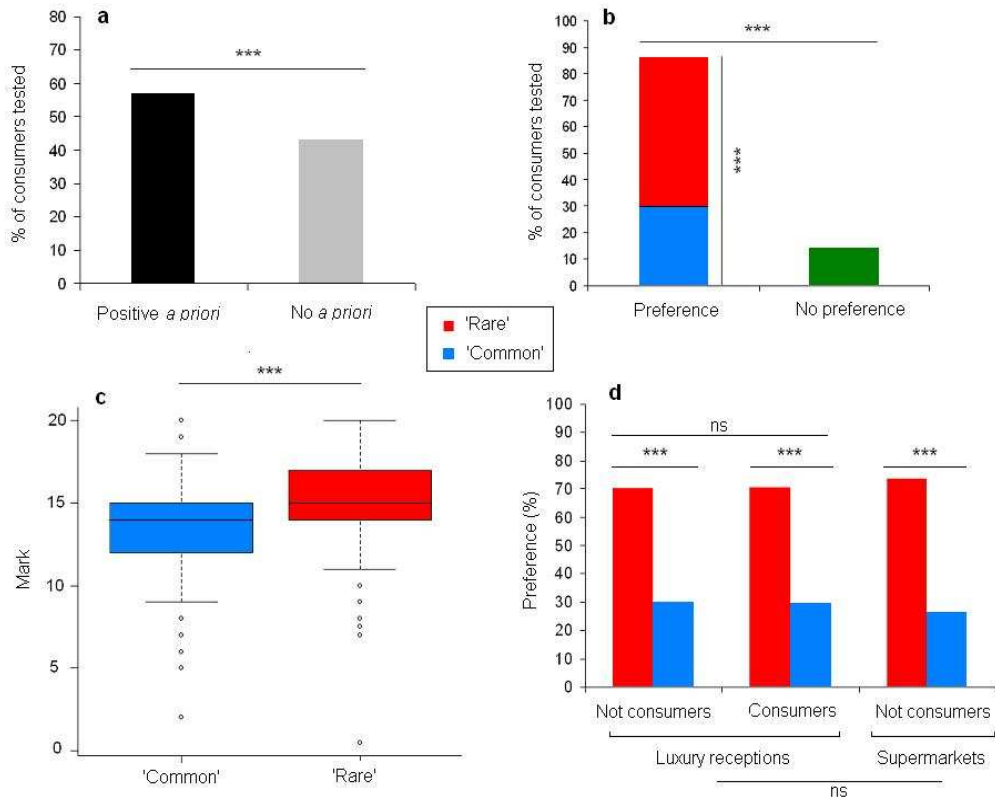 a
% of consumers tested
80
70
60
50
40
30
20
10
0
***
Positive a priori
No a priori
b
% of consumers tested
100
90
80
70
60
50
40
30
20
10
0
***
***
Preference
No preference
'Rare'
'Common'
c
Mark
20
15
10
5
0
***
'Common'
'Rare'
d
Preference (%)
100
90
80
70
60
50
40
30
20
10
0
ns
***
***
***
Not consumers
Consumers
Not consumers
Luxury receptions
Supermarkets
ns